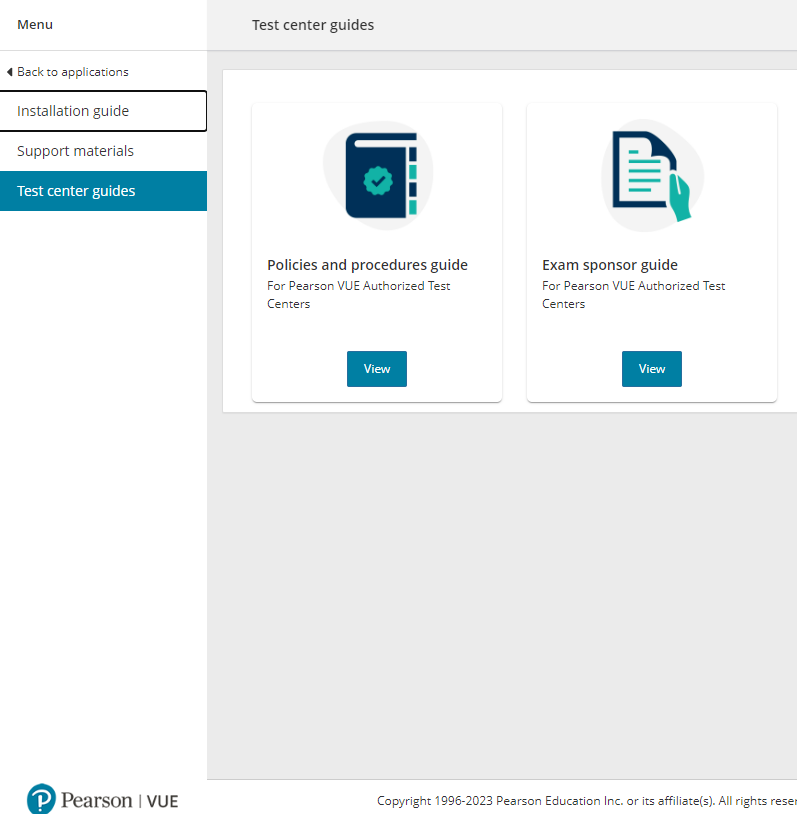 Menu
Test center guides
Back to applications
Installation guide
Support materials
Test center guides
Policies and procedures guide
For Pearson VUE Authorized Test
Centers
View
Exam sponsor guide
For Pearson VUE Authorized Test
Centers
View
Pearson | VUE
Copyright 1996-2023 Pearson Education Inc. or its affiliate(s). All rights